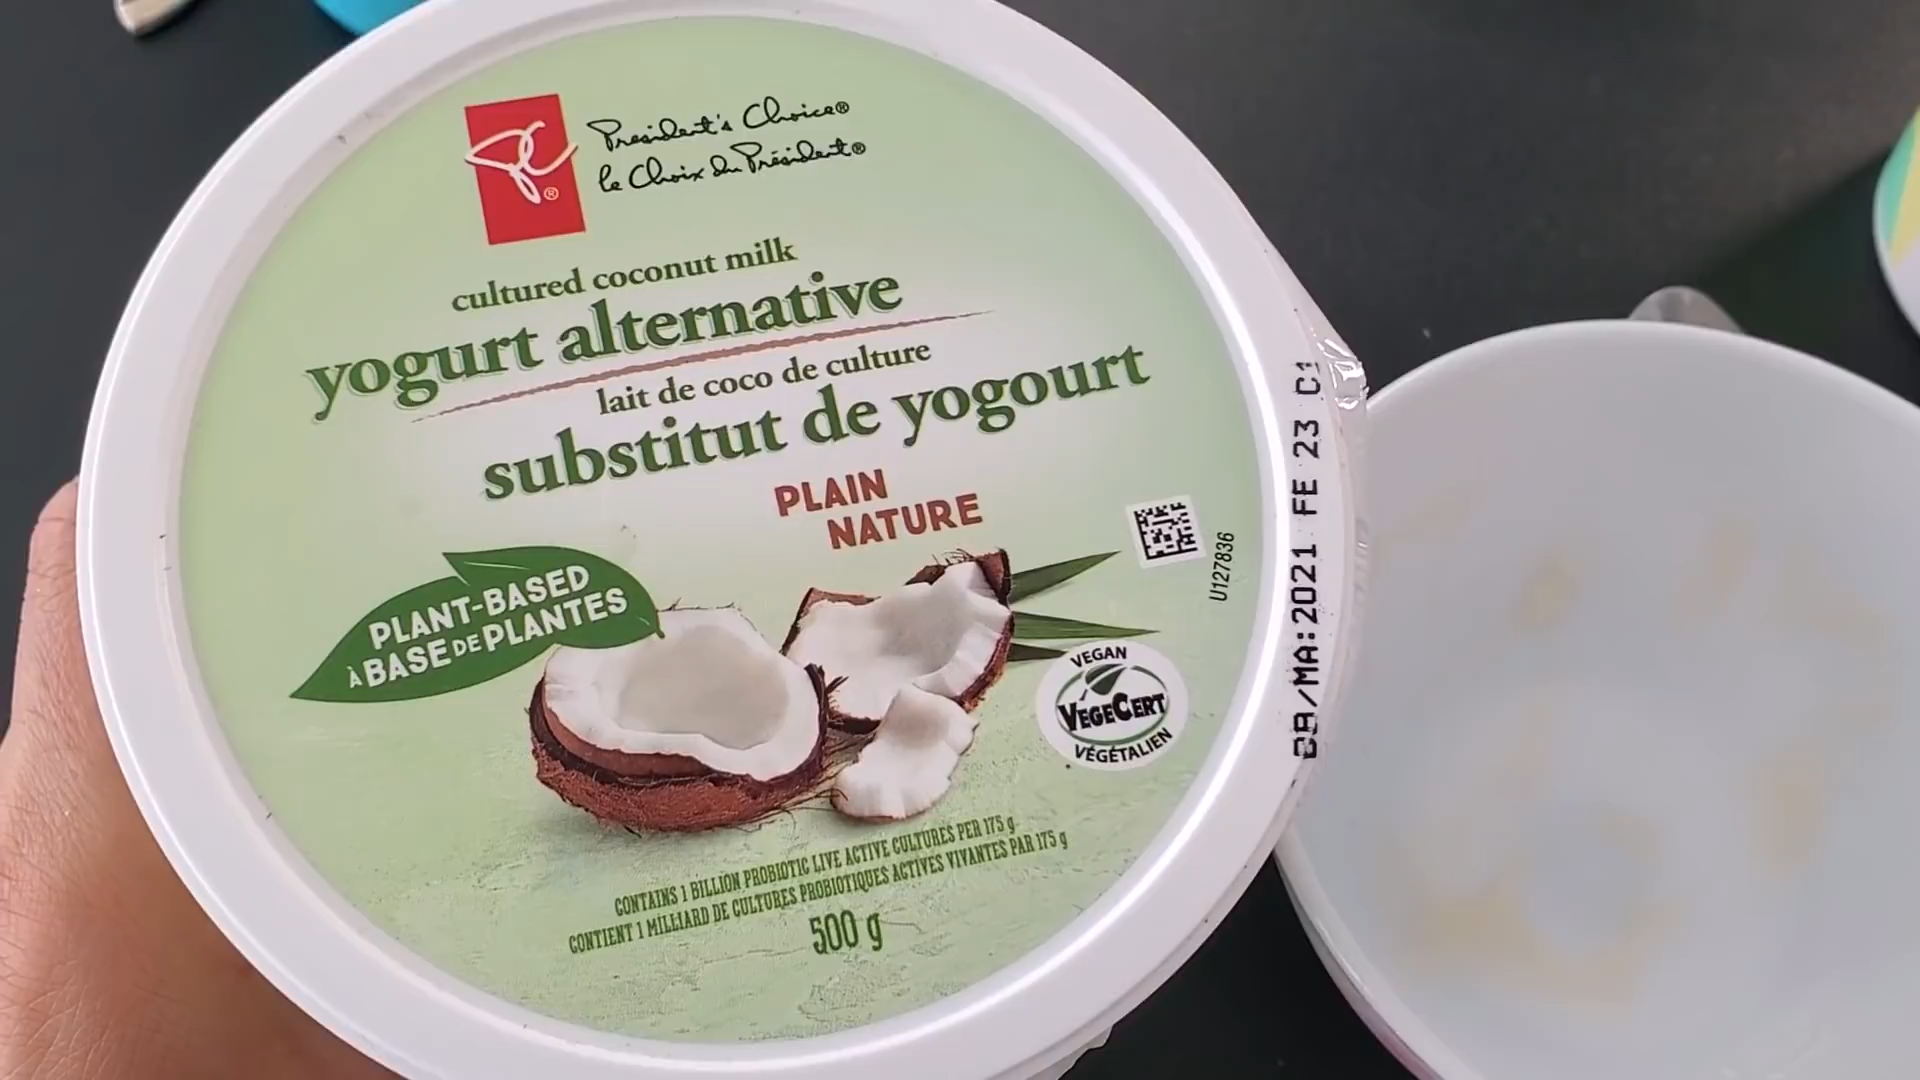 President's Choice®
le Choix du Président®
®
cultured coconut milk
yogurt alternative
lait de coco de culture
substitut de yogourt
PLAIN
NATURE
PLANT-BASED
À BASE DE PLANTES
U127836
BB/MA:2021 FE 23 C1
VEGAN
VEGECERT
VÉGÉTALIEN
CONTAINS 1 BILLION PROBIOTIC LIVE ACTIVE CULTURES PER 175 g
CONTIENT 1 MILLIARD DE CULTURES PROBIOTIQUES ACTIVES VIVANTES PAR 175 g
500 g